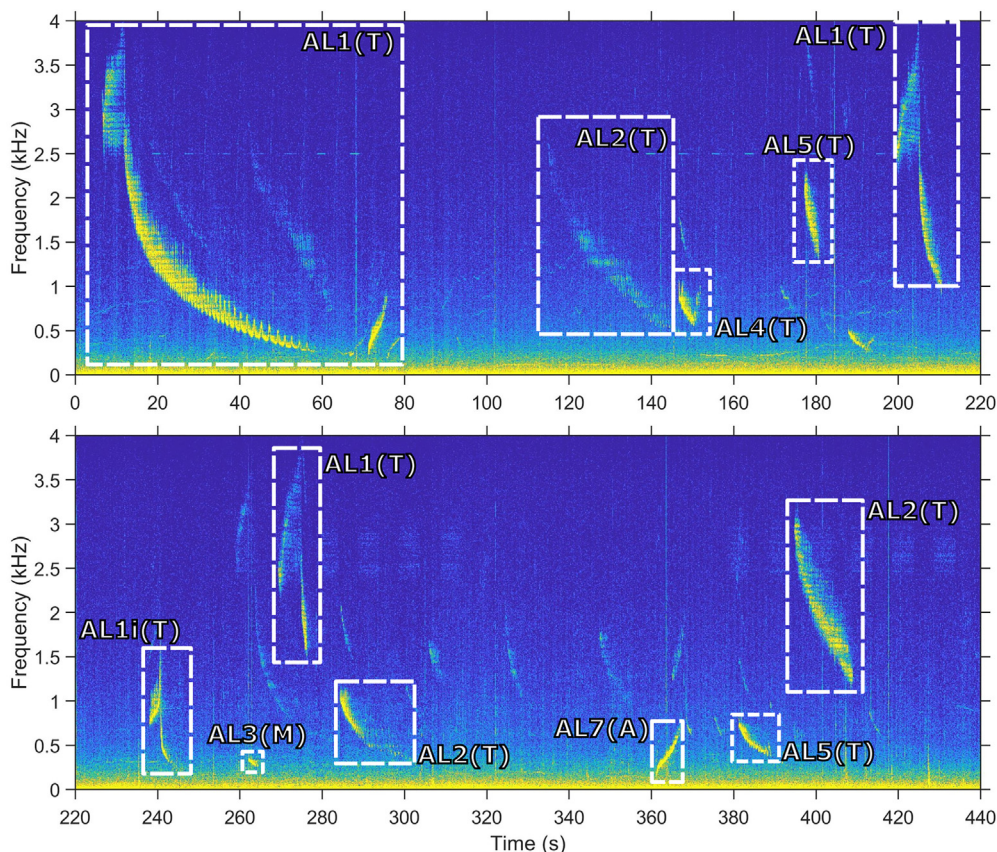 4
3.5
3
2.5
2
1.5
1
0.5
0
Frequency (kHz)
AL1(T)
AL2(T)
AL4(T)
AL5(T)
AL1(T)
0 20 40 60 80 100 120 140 160 180 200 220
4
3.5
3
2.5
2
1.5
1
0.5
0
Frequency (kHz)
AL1i(T)
AL3(M)
AL1(T)
AL2(T)
AL7(A)
AL5(T)
AL2(T)
220 240 260 280 300 320 340 360 380 400 420 440
Time (s)